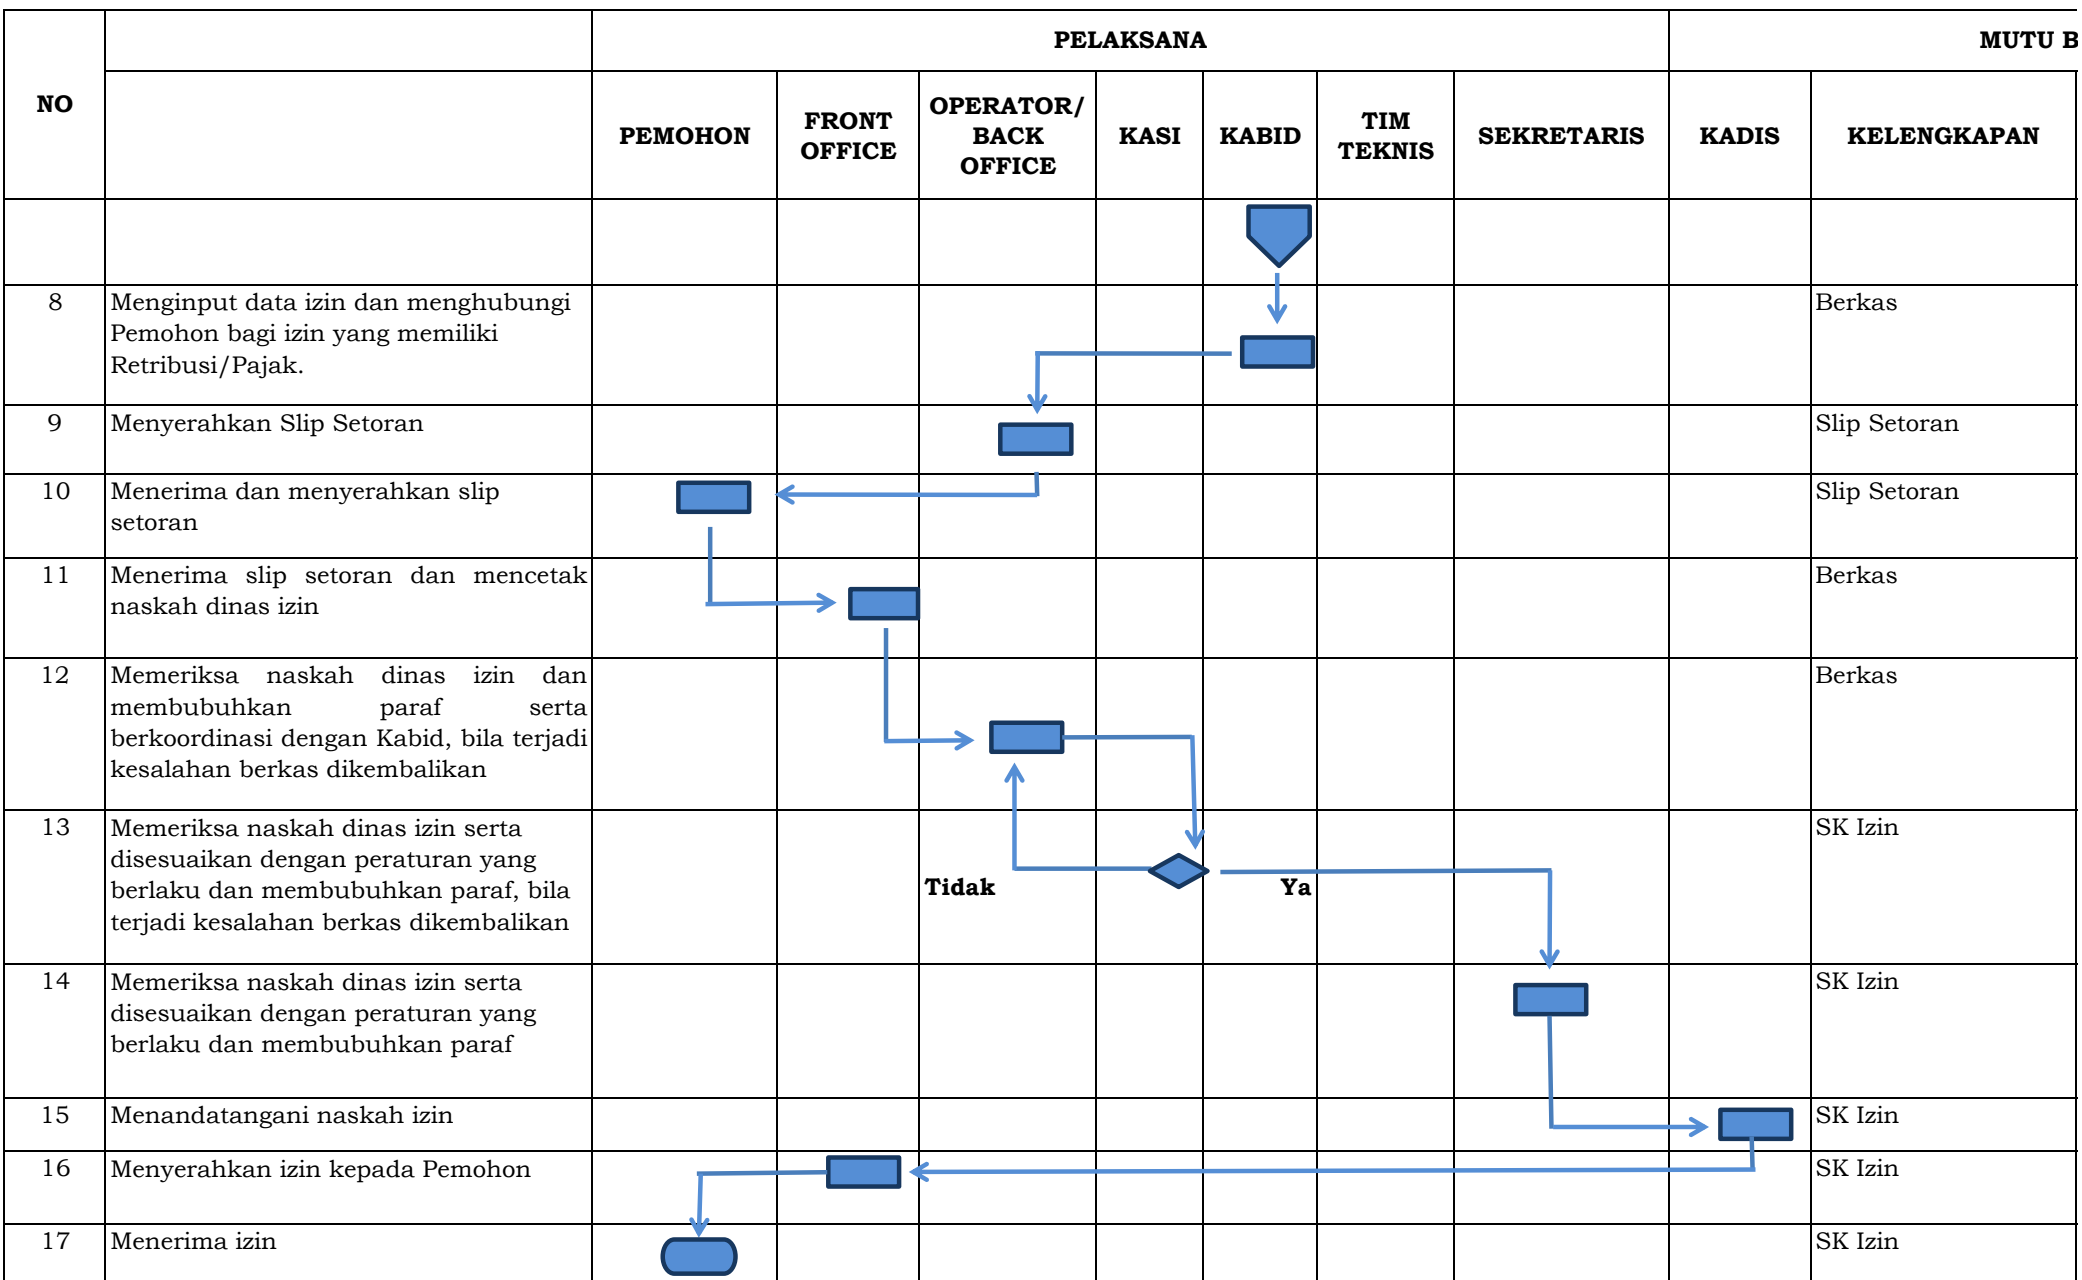 PELAKSANA
MUTU B
NO
PEMOHON
FRONT
OFFICE
OPERATOR/
BACK
OFFICE
KASI
KABID
TIM
TEKNIS
SEKRETARIS
KADIS
KELENGKAPAN
8
Menginput data izin dan menghubungi
Pemohon bagi izin yang memiliki
Retribusi/Pajak.
Berkas
9
Menyerahkan Slip Setoran
Slip Setoran
10
Menerima dan menyerahkan slip
setoran
Slip Setoran
11
Menerima slip setoran dan mencetak
naskah dinas izin
Berkas
12
Memeriksa naskah dinas izin dan
membubuhkan paraf serta
berkoordinasi dengan Kabid, bila terjadi
kesalahan berkas dikembalikan
Berkas
13
Memeriksa naskah dinas izin serta
disesuaikan dengan peraturan yang
berlaku dan membubuhkan paraf, bila
terjadi kesalahan berkas dikembalikan
Tidak
Ya
SK Izin
14
Memeriksa naskah dinas izin serta
disesuaikan dengan peraturan yang
berlaku dan membubuhkan paraf
SK Izin
15
Menandatangani naskah izin
SK Izin
16
Menyerahkan izin kepada Pemohon
SK Izin
17
Menerima izin
SK Izin